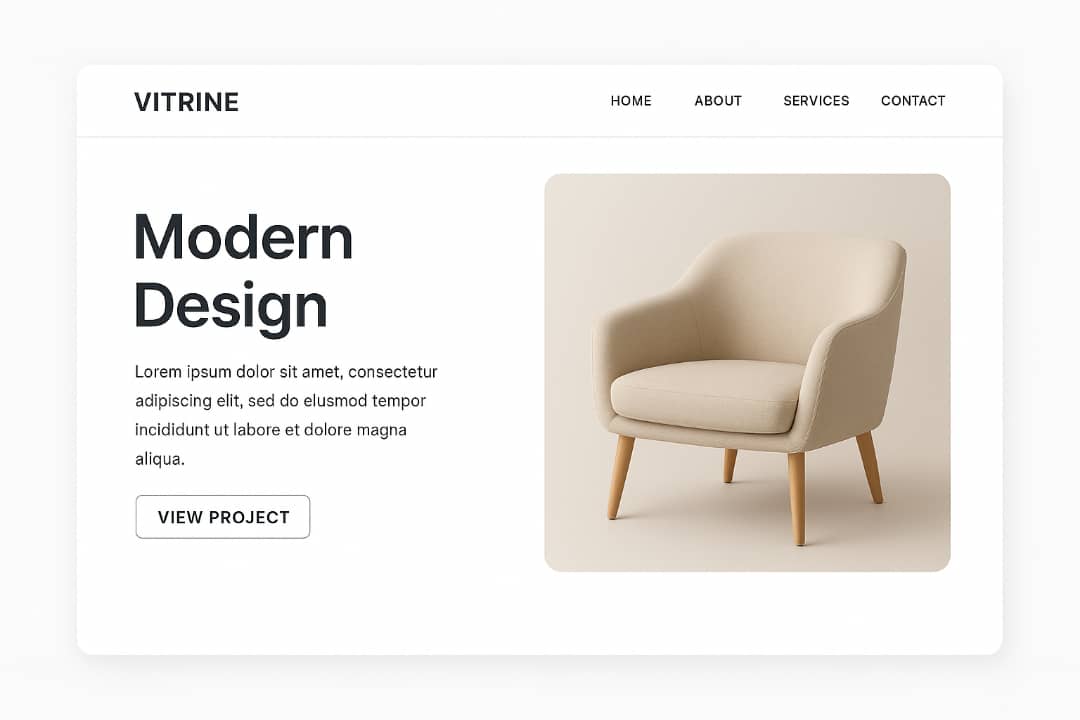 VITRINE
HOME ABOUT SERVICES CONTACT
Modern
Design
Lorem ipsum dolor sit amet, consectetur
adipiscing elit, sed do elusmod tempor
incididunt ut labore et dolore magna
aliqua.
VIEW PROJECT